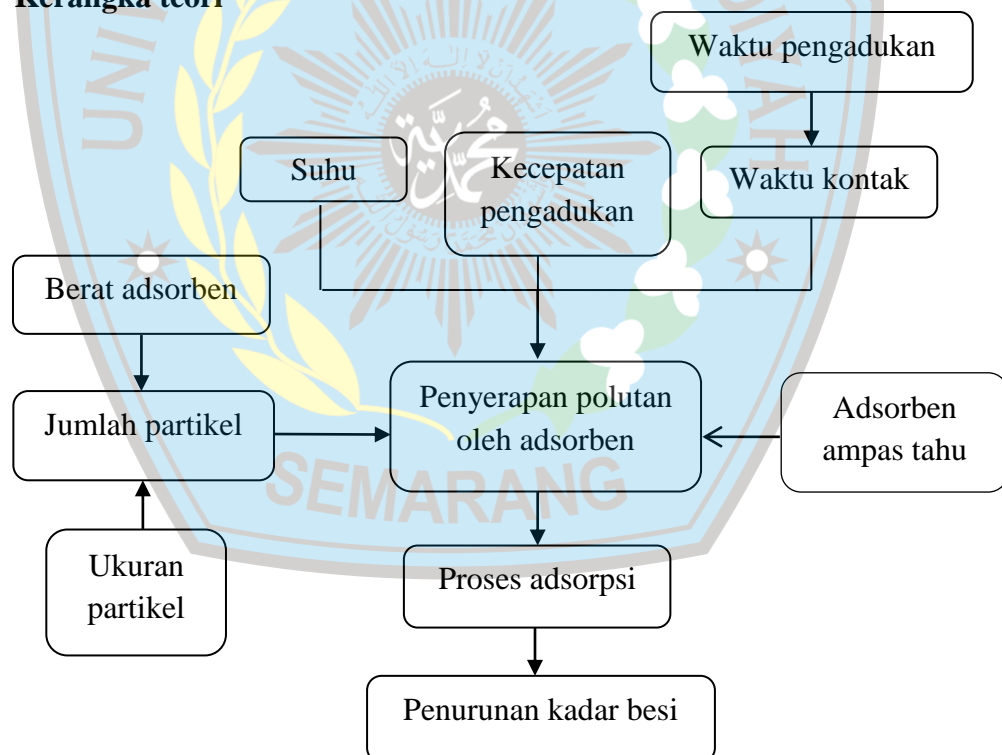 Kerangka teori
Waktu pengadukan
Suhu
Kecepatan
pengadukan
Waktu kontak
Berat adsorben
Jumlah partikel
Penyerapan polutan
oleh adsorben
Adsorben
ampas tahu
Ukuran
partikel
Proses adsorpsi
Penurunan kadar besi
SEMARANG